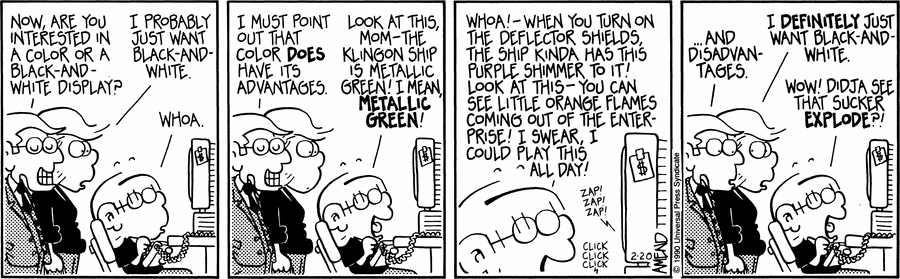 NOW, ARE YOU
INTERESTED IN
A COLOR OR A
BLACK-AND-
WHITE DISPLAY?
I PROBABLY
JUST WANT
BLACK-AND-
WHITE.
WHOA.
$
I MUST POINT
OUT THAT
COLOR DOES
HAVE ITS
ADVANTAGES.
LOOK AT THIS,
MOM-THE
KLINGON SHIP
IS METALLIC
GREEN! I MEAN,
METALLIC
GREEN!
$
WHOA!-WHEN YOU TURN ON
THE DEFLECTOR SHIELDS,
THE SHIP KINDA HAS THIS
PURPLE SHIMMER TO IT!
LOOK AT THIS-YOU CAN
SEE LITTLE ORANGE FLAMES
COMING OUT OF THE ENTER-
PRISE! I SWEAR, I
COULD PLAY THIS
ALL DAY!
ZAP!
ZAP!
ZAP!
CLICK
CLICK
CLICK
$
2-20
AMEND
© 1990 Universal Press Syndicate
...AND
DISADVAN-
TAGES.
I DEFINITELY JUST
WANT BLACK-AND-
WHITE.
WOW! DIDJA SEE
THAT SUCKER
EXPLODE?!
$